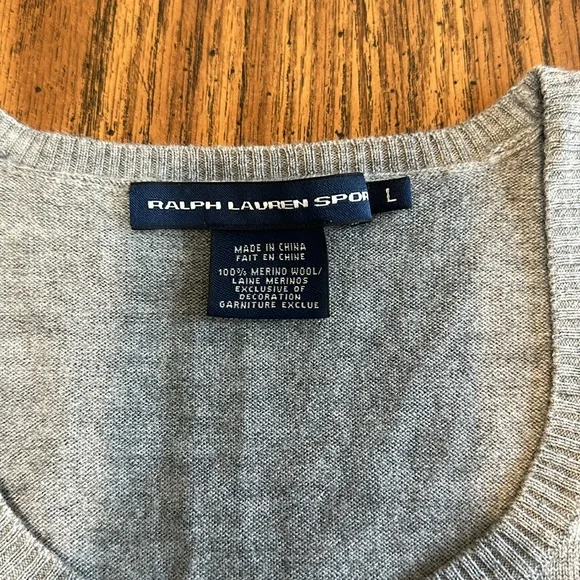 RALPH LAUREN SPOR
L
MADE IN CHINA
FAIT EN CHINE
100% MERINO WOOL/
LAINE MERINOS
EXCLUSIVE OF
DECORATION
GARNITURE EXCLUE